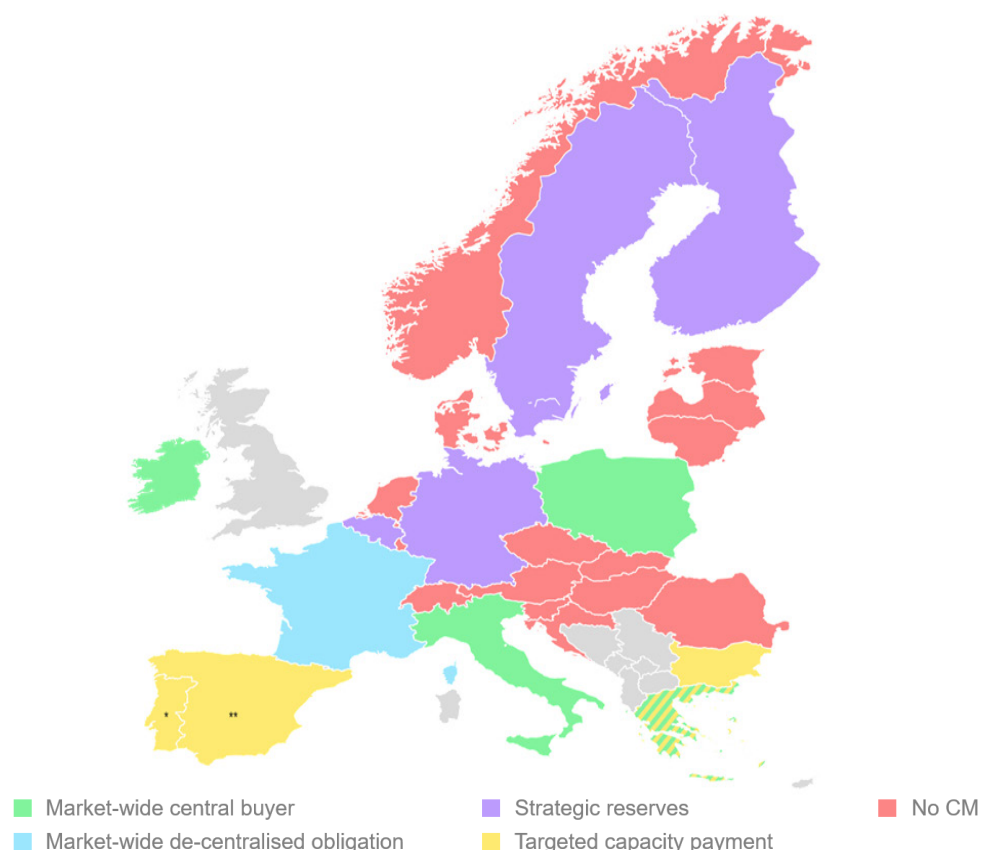 *
**
Market-wide central buyer
Strategic reserves
No CM
Market-wide de-centralised obligation
Targeted capacity payment